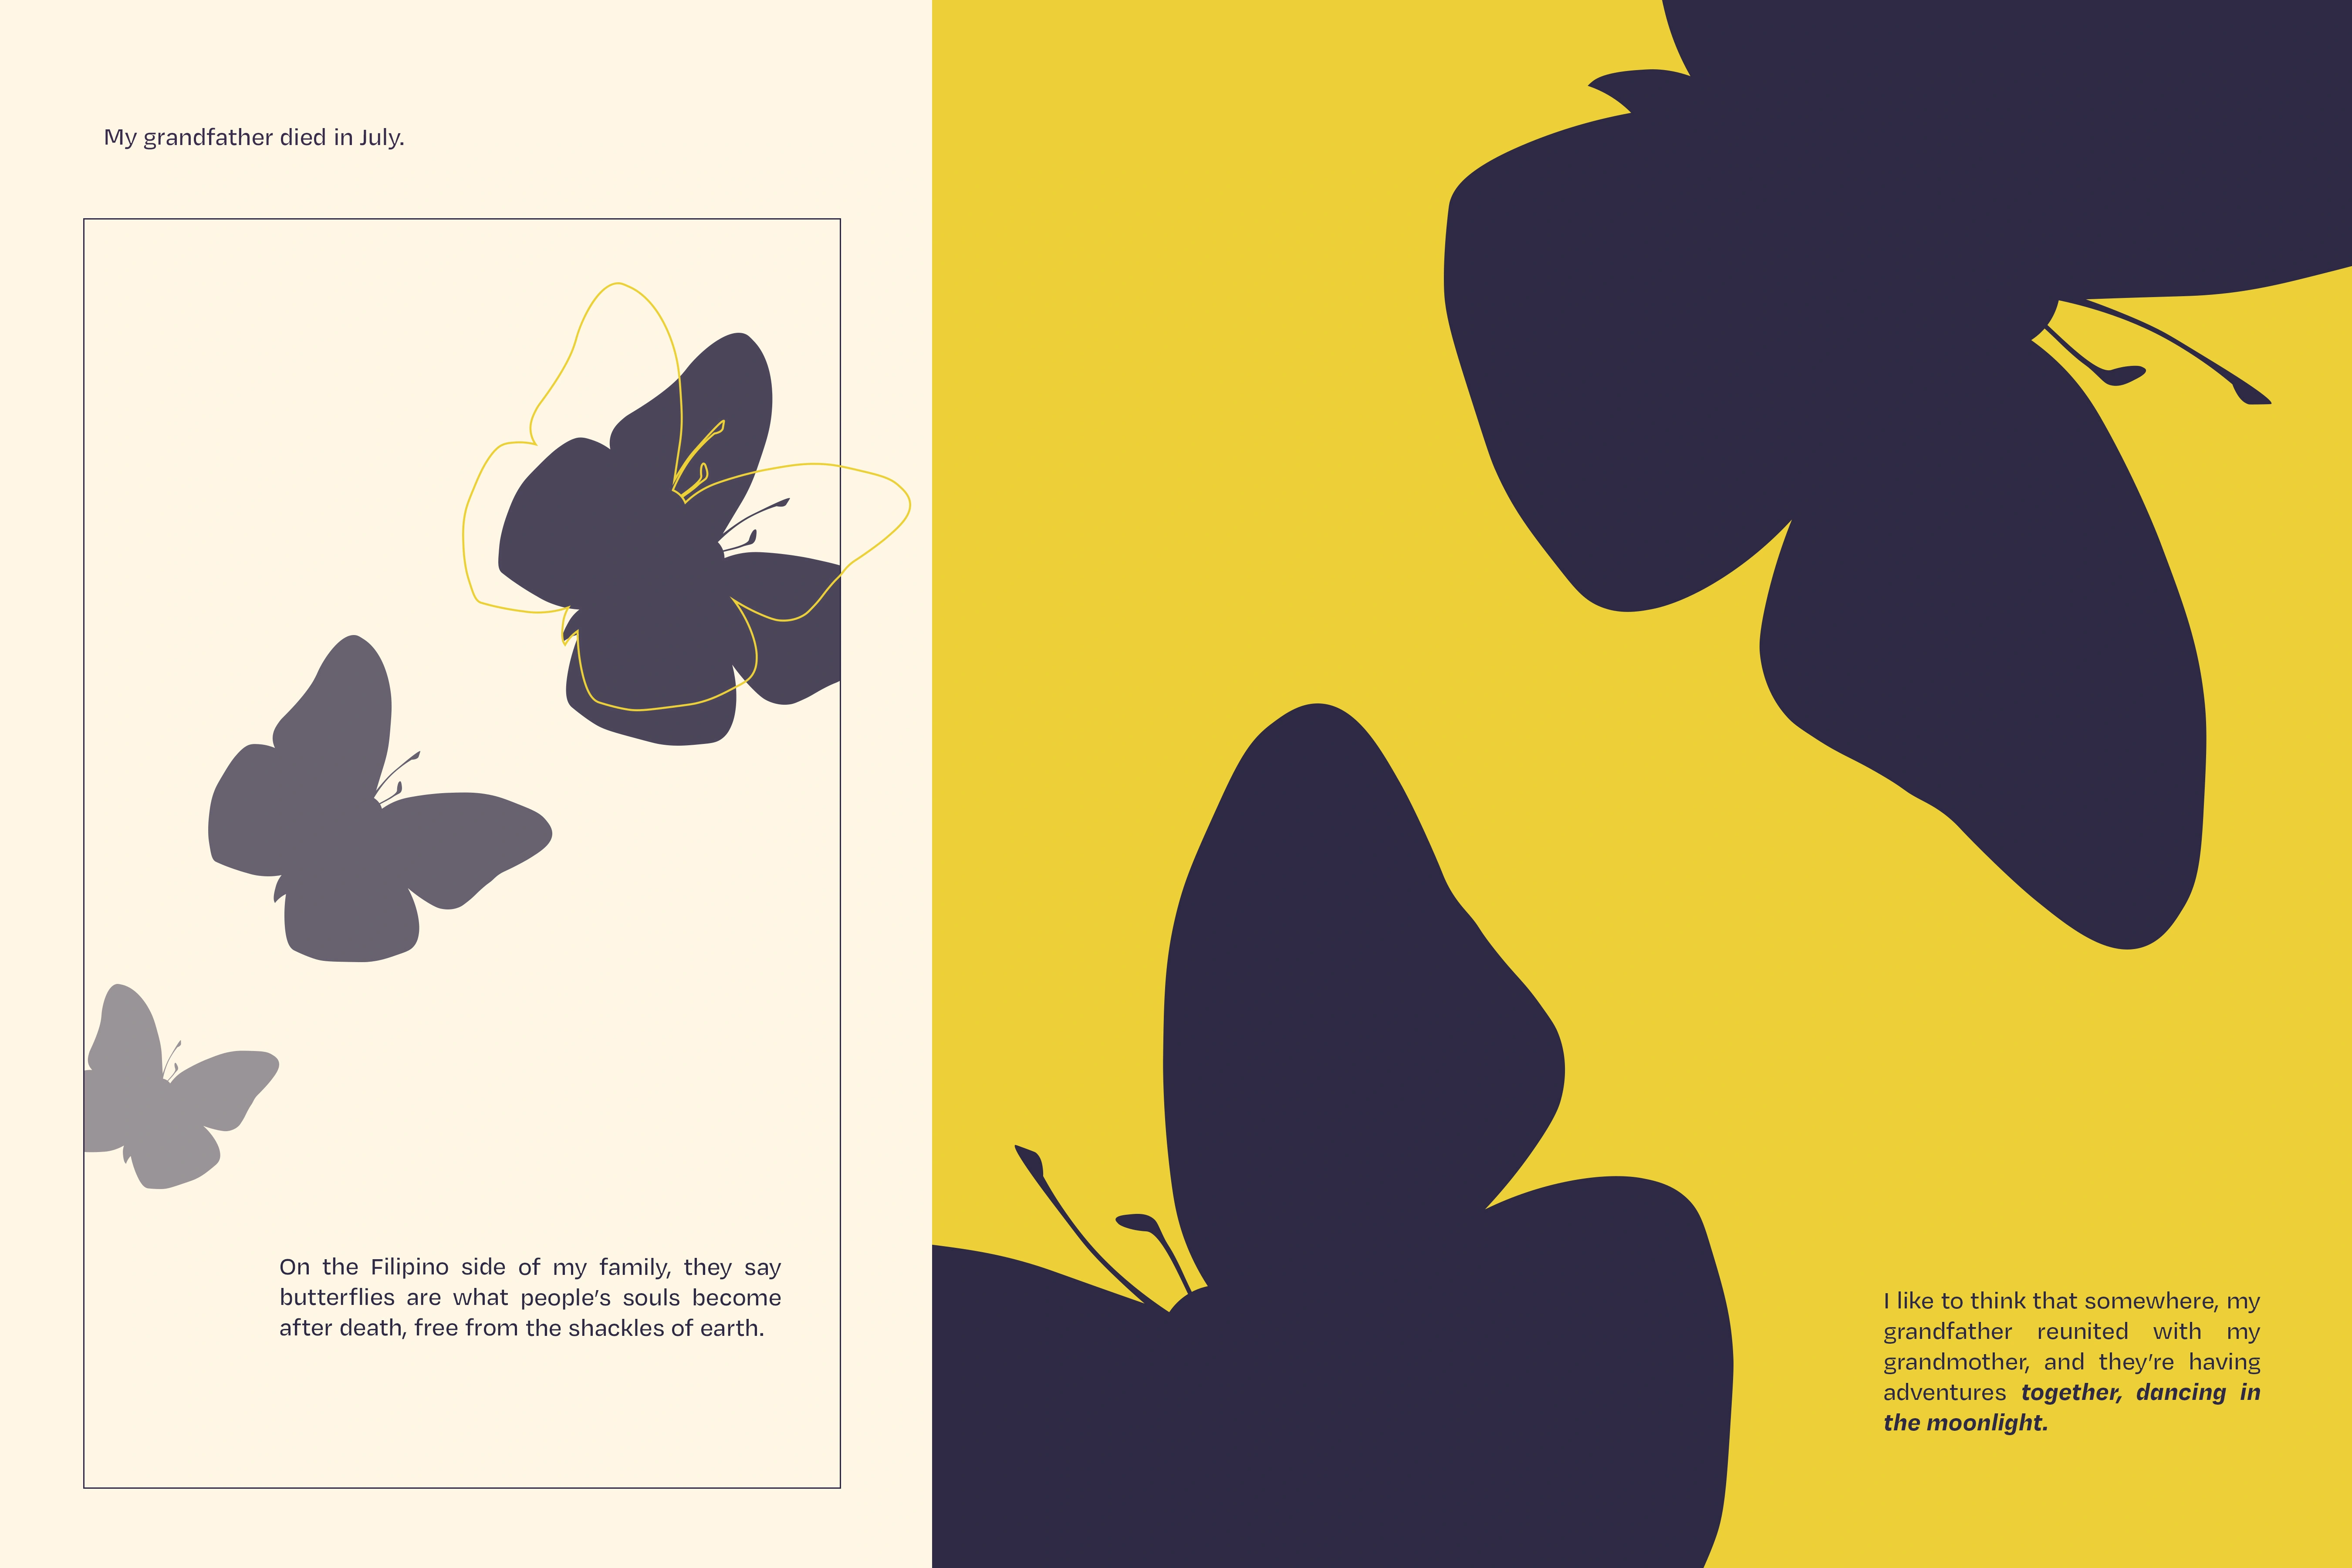 My grandfather died in July.
On the Filipino side of my family, they say
butterflies are what people’s souls become
after death, free from the shackles of earth.
I like to think that somewhere, my
grandfather reunited with my
grandmother, and they’re having
adventures together, dancing in
the moonlight.